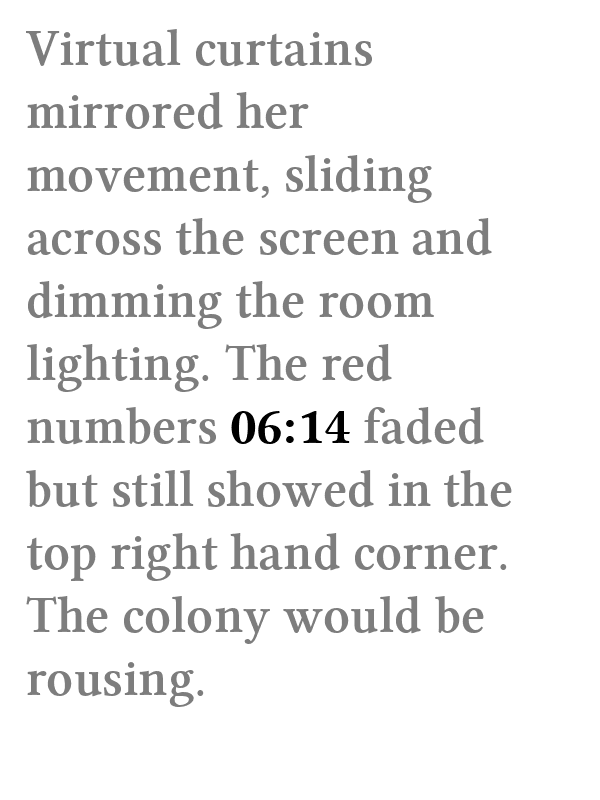 Virtual curtains
mirrored her
movement, sliding
across the screen and
dimming the room
lighting. The red
numbers 06:14 faded
but still showed in the
top right hand corner.
The colony would be
rousing.